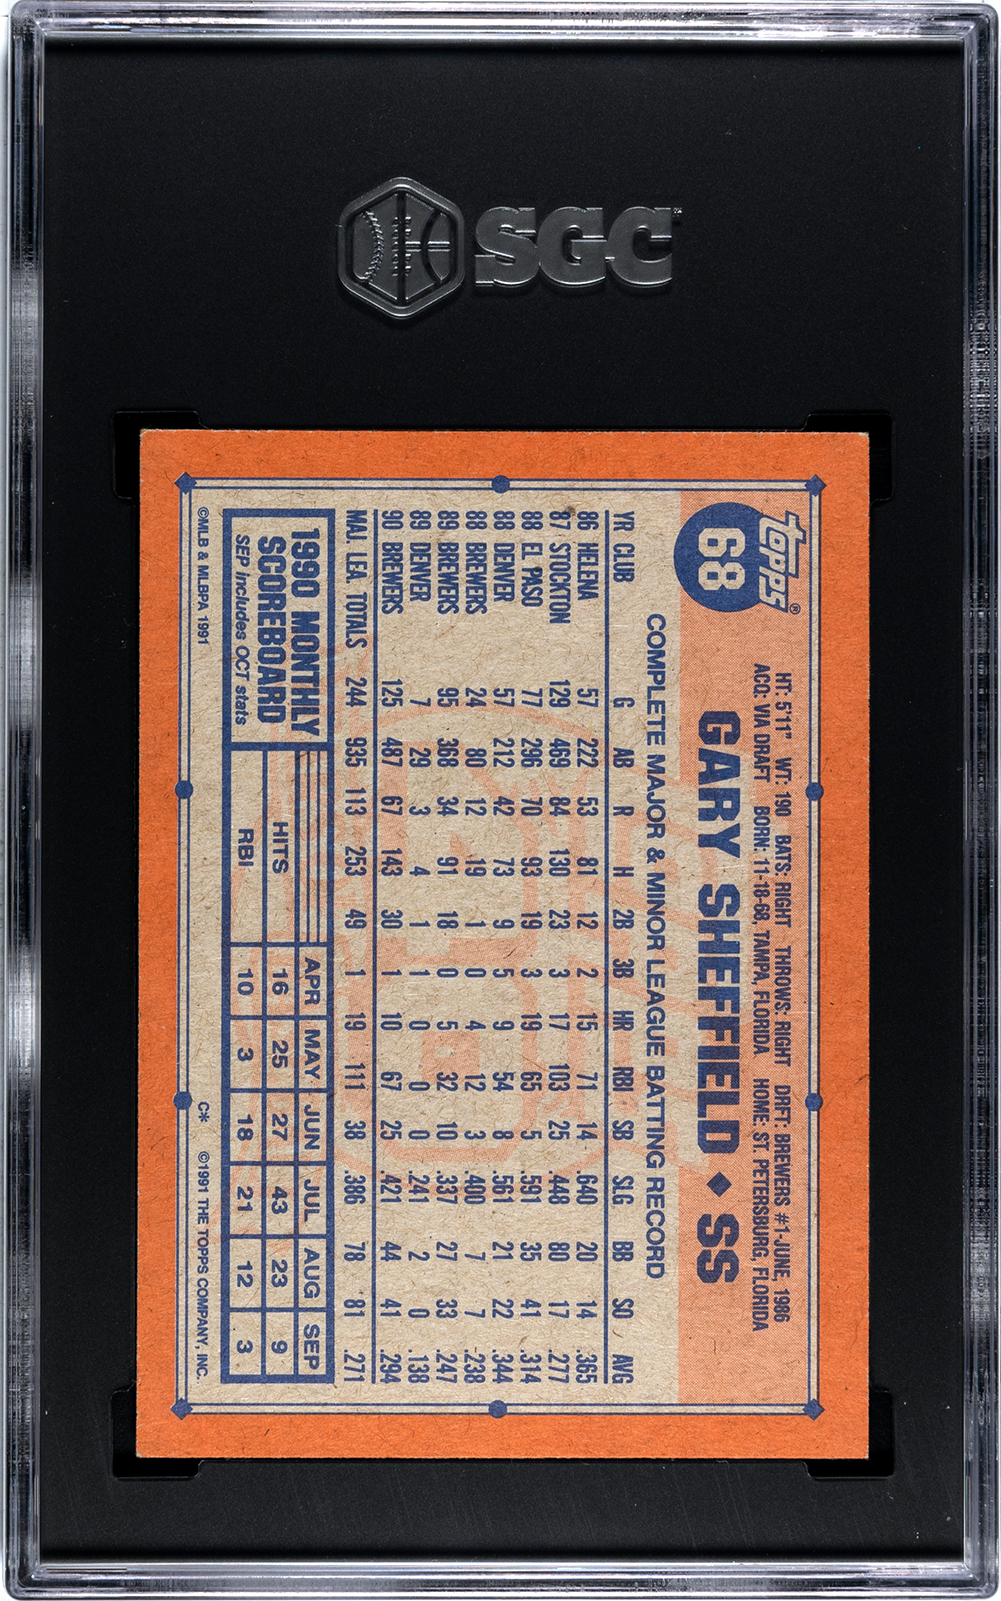 SGC™
topps®
68
HT: 5'11" WT: 190 BATS: RIGHT THROWS: RIGHT DRFT: BREWERS #1-JUNE, 1986
ACQ: VIA DRAFT BORN: 11-18-68, TAMPA, FLORIDA HOME: ST. PETERSBURG, FLORIDA
GARY SHEFFIELD ♦ SS
COMPLETE MAJOR & MINOR LEAGUE BATTING RECORD
YR CLUB G AB R H 2B 3B HR RBI SB SLG BB SO AVG
86 HELENA 57 222 53 81 12 2 15 71 14 .640 20 14 .365
87 STOCKTON 129 469 84 130 23 3 17 103 25 .448 80 17 .277
88 EL PASO 77 296 70 93 19 3 19 65 5 .591 35 41 .314
88 DENVER 57 212 42 73 9 5 9 54 8 .561 21 22 .344
88 BREWERS 24 80 12 19 1 0 4 12 3 .400 7 7 .238
89 BREWERS 95 368 34 91 18 0 5 32 10 .337 27 33 .247
89 DENVER 7 29 3 4 1 1 0 0 0 .241 2 0 .138
90 BREWERS 125 487 67 143 30 1 10 67 25 .421 44 41 .294
MAJ. LEA. TOTALS 244 935 113 253 49 1 19 111 38 .386 78 81 .271
1990 MONTHLY
SCOREBOARD
SEP includes OCT stats
APR MAY JUN JUL AUG SEP
HITS 16 25 27 43 23 9
RBI 10 3 18 21 12 3
©MLB & MLBPA 1991 C* ©1991 THE TOPPS COMPANY, INC.